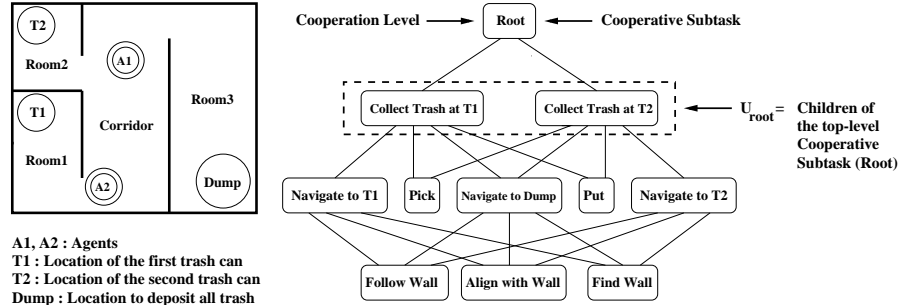 T2
A1
Room2
T1
Room1
Corridor
Room3
A2
Dump
A1, A2 : Agents
T1 : Location of the first trash can
T2 : Location of the second trash can
Dump : Location to deposit all trash
Cooperation Level
Root
Cooperative Subtask
Collect Trash at T1
Collect Trash at T2
U root = Children of
the top-level
Cooperative
Subtask (Root)
Navigate to T1
Pick
Navigate to Dump
Put
Navigate to T2
Follow Wall
Align with Wall
Find Wall